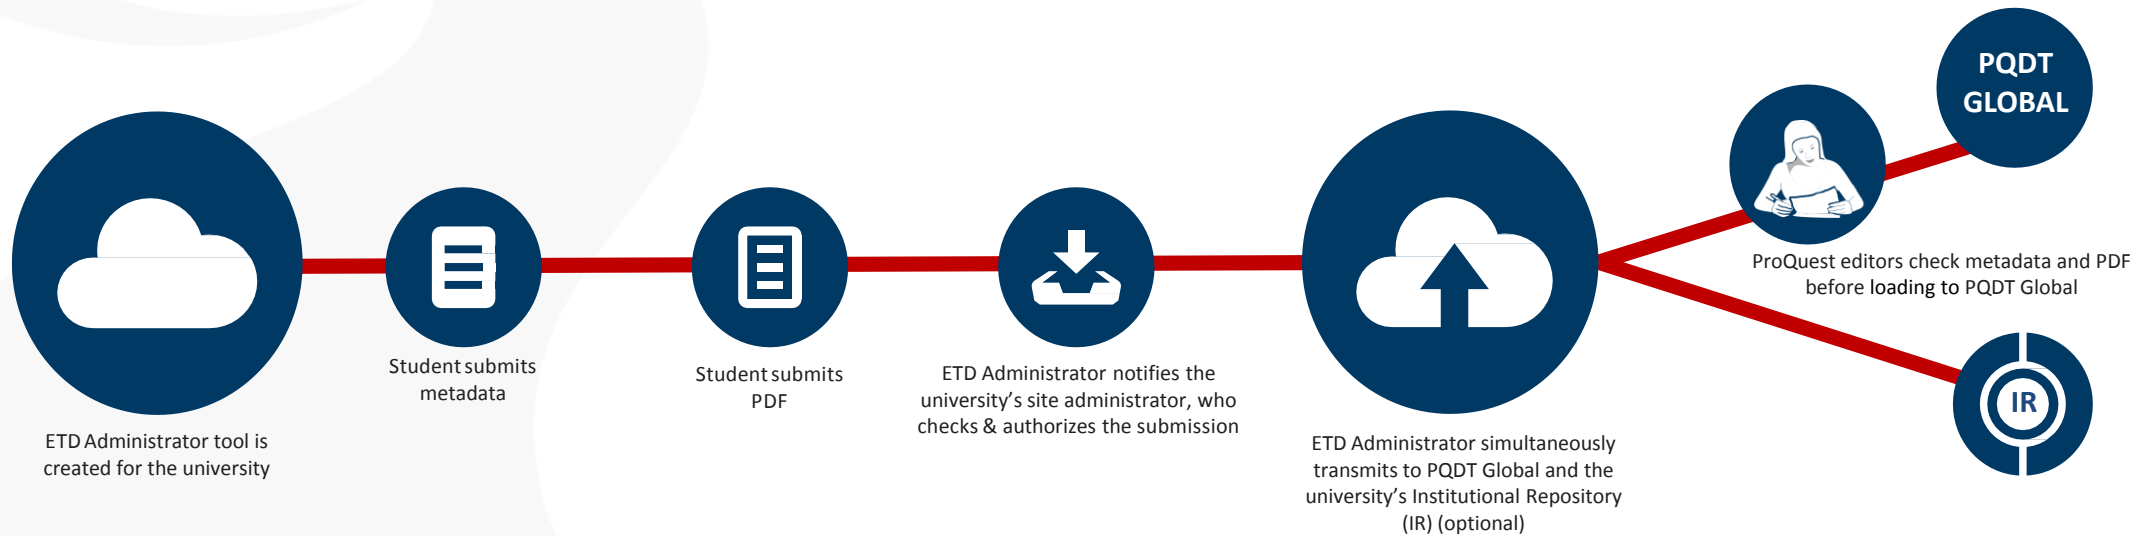 ETD Administrator tool is
created for the university
Student submits
metadata
Student submits
PDF
ETD Administrator notifies the
university’s site administrator, who
checks & authorizes the submission
ETD Administrator simultaneously
transmits to PQDT Global and the
university’s Institutional Repository
(IR) (optional)
PQDT
GLOBAL
ProQuest editors check metadata and PDF
before loading to PQDT Global
IR